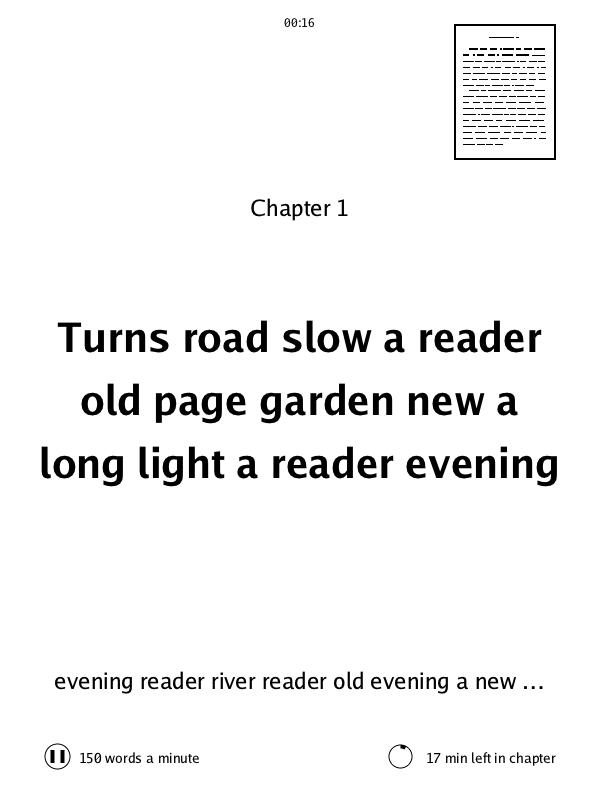 00:16
Chapter 1
Turns road slow a reader
old page garden new a
long light a reader evening
evening reader river reader old evening a new …
150 words a minute
17 min left in chapter